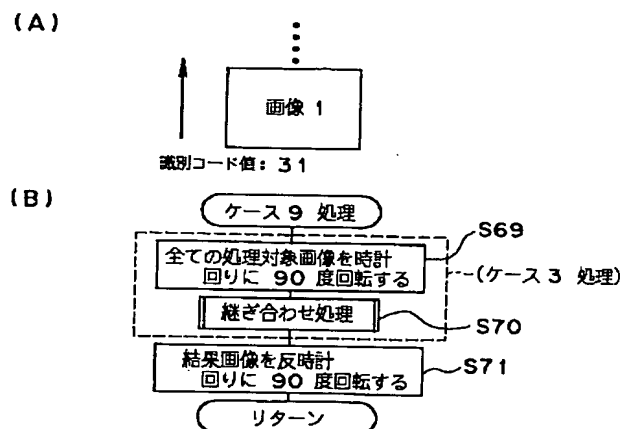 (A)
画像 1
識別コード値: 31
(B)
ケース 9 処理
S69
全ての処理対象画像を時計
回りに 90 度回転する
(ケース 3 処理)
継ぎ合わせ処理
S70
結果画像を反時計
回りに 90 度回転する
S71
リターン